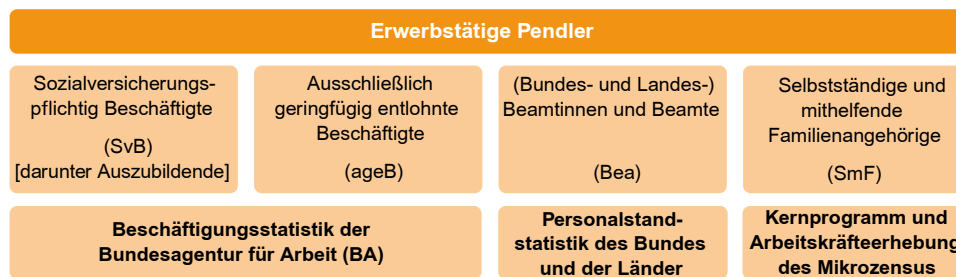 Erwerbstätige Pendler
Sozialversicherungs-
pflichtig Beschäftigte
(SvB)
[darunter Auszubildende]
Ausschließlich
geringfügig entlohnte
Beschäftigte
(ageB)
(Bundes- und Landes-)
Beamtinnen und Beamte
(Bea)
Selbstständige und
mithelfende
Familienangehörige
(SmF)
Beschäftigungsstatistik der
Bundesagentur für Arbeit (BA)
Personalstand-
statistik des Bundes
und der Länder
Kernprogramm und
Arbeitskräfteerhebung
des Mikrozensus